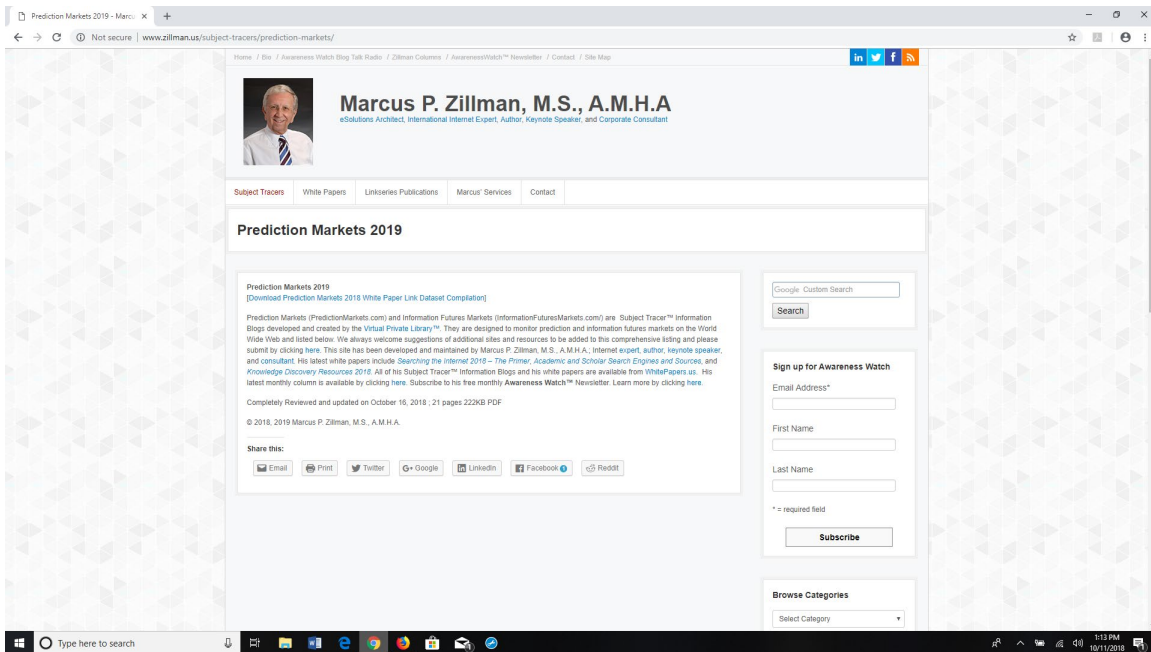 Prediction Markets 2019 - Marcu
Not secure | www.zillman.us/subject-tracers/prediction-markets/
Home / Bio / Awareness Watch Blog Talk Radio / Zillman Columns / AwarenessWatch™ Newsletter / Contact / Site Map
Marcus P. Zillman, M.S., A.M.H.A
eSolutions Architect, International Internet Expert, Author, Keynote Speaker, and Corporate Consultant
Subject Tracers White Papers Linkseries Publications Marcus' Services Contact
Prediction Markets 2019
Prediction Markets 2019
[Download Prediction Markets 2018 White Paper Link Dataset Compilation]
Prediction Markets (PredictionMarkets.com) and Information Futures Markets (InformationFuturesMarkets.com/) are Subject Tracer™ Information
Blogs developed and created by the Virtual Private Library™. They are designed to monitor prediction and information futures markets on the World
Wide Web and listed below. We always welcome suggestions of additional sites and resources to be added to this comprehensive listing and please
submit by clicking here. This site has been developed and maintained by Marcus P. Zillman, M.S., A.M.H.A.; Internet expert, author, keynote speaker,
and consultant. His latest white papers include Searching the Internet 2018 – The Primer, Academic and Scholar Search Engines and Sources, and
Knowledge Discovery Resources 2018. All of his Subject Tracer™ Information Blogs and his white papers are available from WhitePapers.us. His
latest monthly column is available by clicking here. Subscribe to his free monthly Awareness Watch™ Newsletter. Learn more by clicking here.
Completely Reviewed and updated on October 16, 2018 ; 21 pages 222KB PDF
© 2018, 2019 Marcus P. Zillman, M.S., A.M.H.A.
Share this:
Email Print Twitter Google LinkedIn Facebook 1 Reddit
Google Custom Search
Search
Sign up for Awareness Watch
Email Address*
First Name
Last Name
* = required field
Subscribe
Browse Categories
Select Category
Type here to search
1:13 PM
10/11/2018